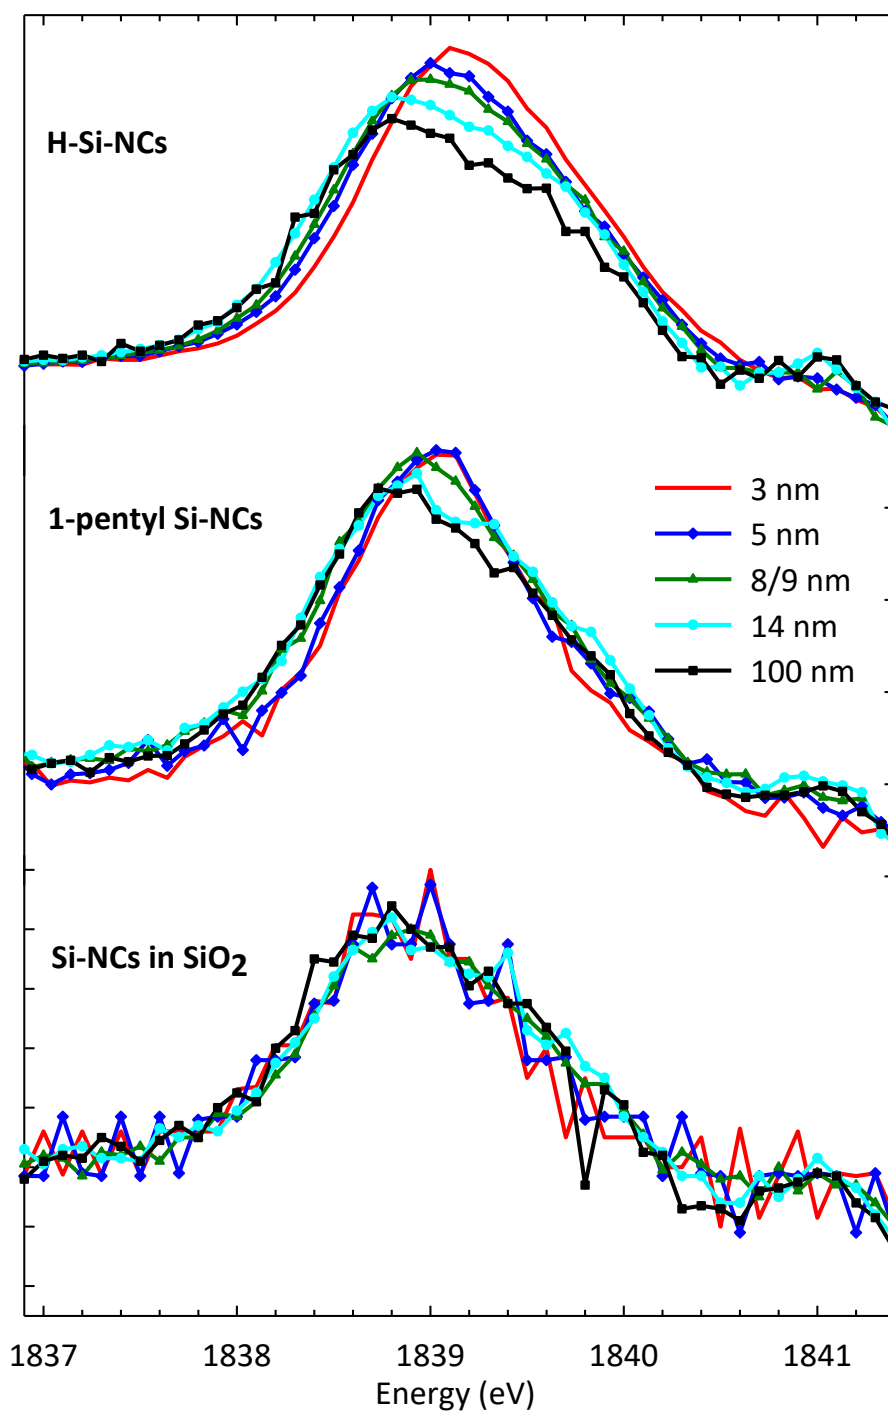 H-Si-NCs
1-pentyl Si-NCs
3 nm
5 nm
8/9 nm
14 nm
100 nm
Si-NCs in SiO2
1837 1838 1839 1840 1841
Energy (eV)